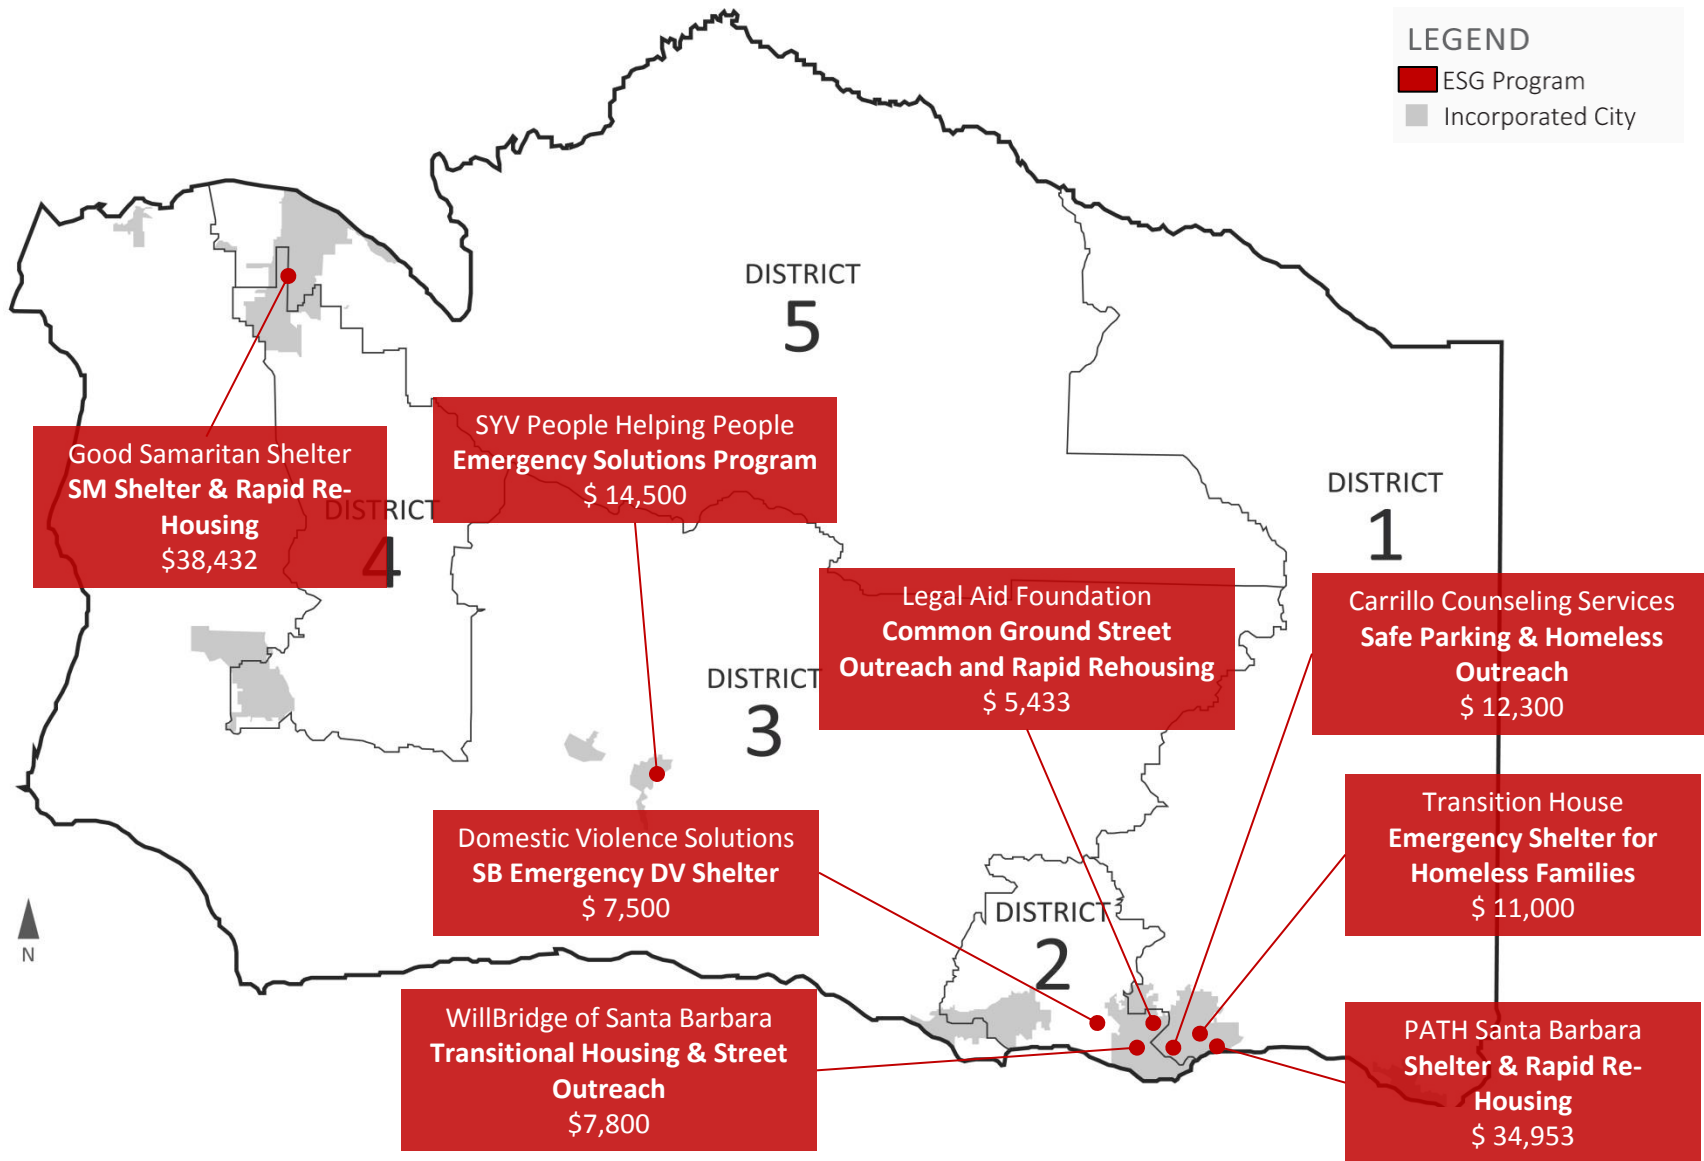 LEGEND
ESG Program
Incorporated City
DISTRICT
5
SYV People Helping People
Emergency Solutions Program
$ 14,500
Good Samaritan Shelter
SM Shelter & Rapid Re-
Housing
$38,432
DISTRICT
4
DISTRICT
1
Legal Aid Foundation
Common Ground Street
Outreach and Rapid Rehousing
$ 5,433
Carrillo Counseling Services
Safe Parking & Homeless
Outreach
$ 12,300
DISTRICT
3
Transition House
Emergency Shelter for
Homeless Families
$ 11,000
Domestic Violence Solutions
SB Emergency DV Shelter
$ 7,500
DISTRICT
2
N
WillBridge of Santa Barbara
Transitional Housing & Street
Outreach
$7,800
PATH Santa Barbara
Shelter & Rapid Re-
Housing
$ 34,953